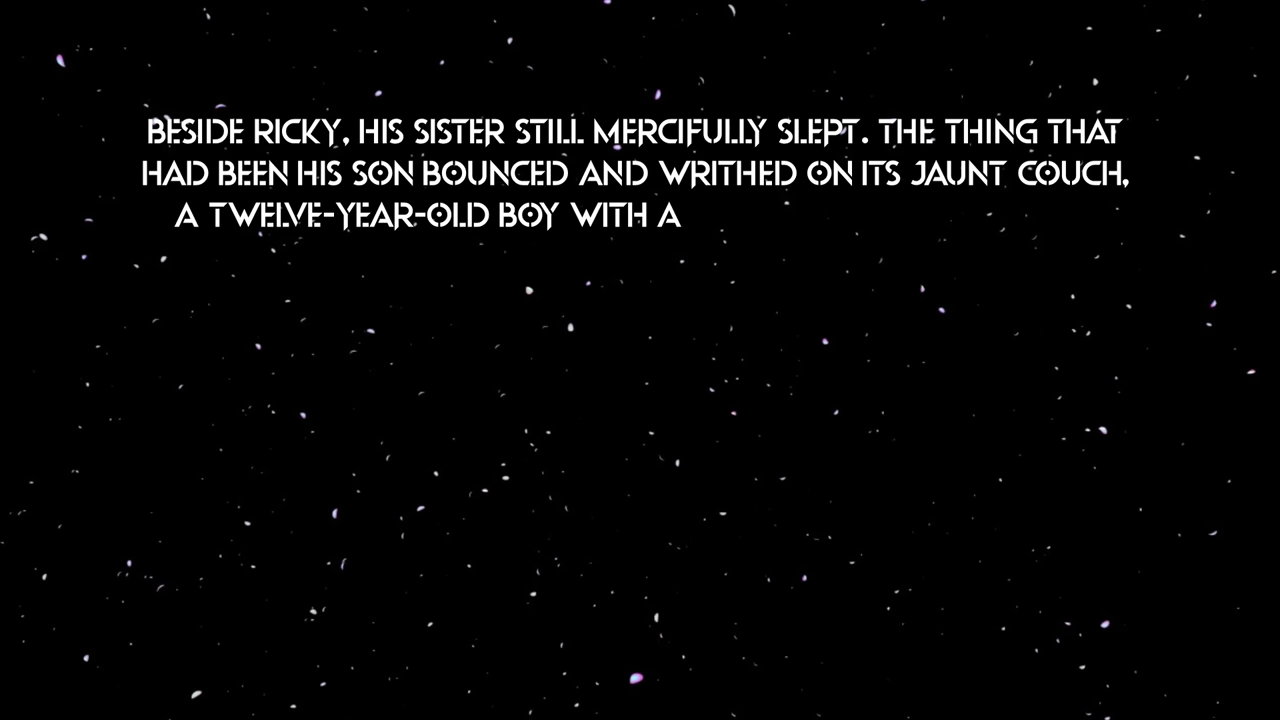 BESIDE RICKY, HIS SISTER STILL MERCIFULLY SLEPT. THE THING THAT
HAD BEEN HIS SON BOUNCED AND WRITHED ON ITS JAUNT COUCH,
A TWELVE-YEAR-OLD BOY WITH A